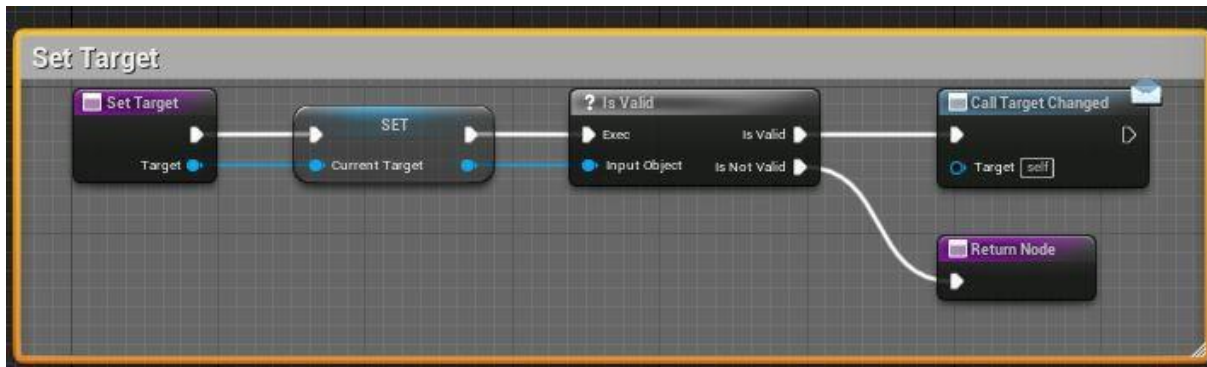 Set Target
Set Target
Target
SET
Current Target
? Is Valid
Exec
Is Valid
Input Object
Is Not Valid
Call Target Changed
Target self
Return Node